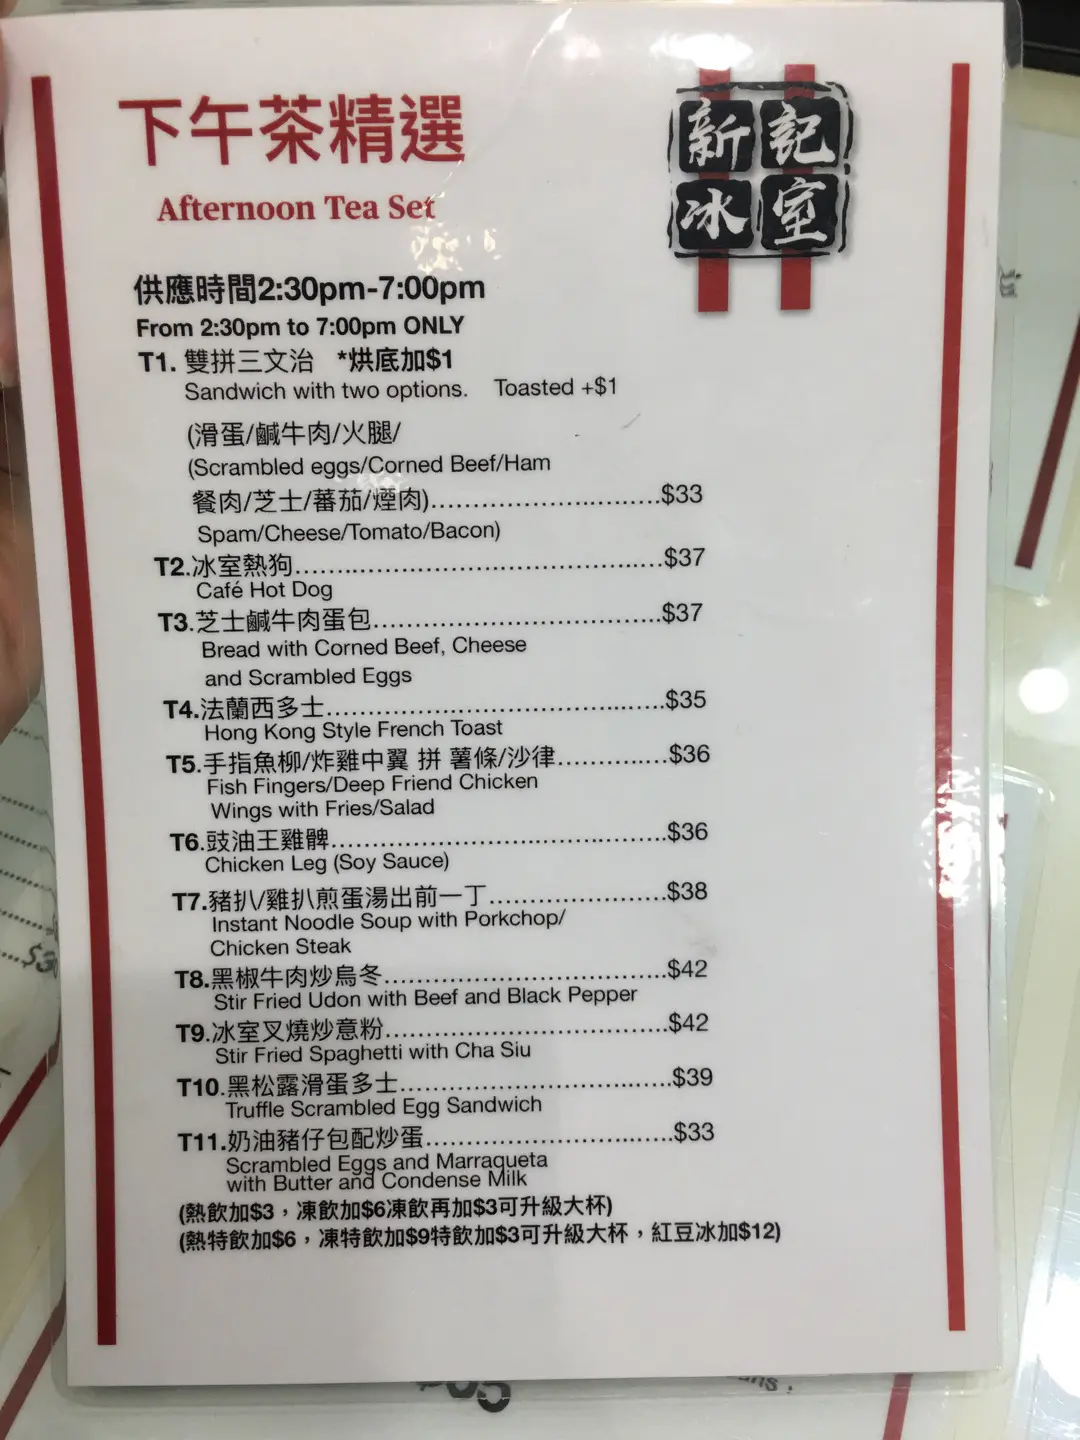 下午茶精選
Afternoon Tea Set
新記
冰室
供應時間2:30pm-7:00pm
From 2:30pm to 7:00pm ONLY
T1. 雙拼三文治 *烘底加$1
Sandwich with two options. Toasted +$1
(滑蛋/鹹牛肉/火腿/
(Scrambled eggs/Corned Beef/Ham
餐肉/芝士/蕃茄/煙肉)..............................$33
Spam/Cheese/Tomato/Bacon)
T2.冰室熱狗..............................................$37
Café Hot Dog
T3.芝士鹹牛肉蛋包....................................$37
Bread with Corned Beef, Cheese
and Scrambled Eggs
T4.法蘭西多士..........................................$35
Hong Kong Style French Toast
T5.手指魚柳/炸雞中翼 拼 薯條/沙律..............$36
Fish Fingers/Deep Friend Chicken
Wings with Fries/Salad
T6.豉油王雞髀..........................................$36
Chicken Leg (Soy Sauce)
T7.豬扒/雞扒煎蛋湯出前一丁......................$38
Instant Noodle Soup with Porkchop/
Chicken Steak
T8.黑椒牛肉炒烏冬...................................$42
Stir Fried Udon with Beef and Black Pepper
T9.冰室叉燒炒意粉...................................$42
Stir Fried Spaghetti with Cha Siu
T10.黑松露滑蛋多士..................................$39
Truffle Scrambled Egg Sandwich
T11.奶油豬仔包配炒蛋...............................$33
Scrambled Eggs and Marraqueta
with Butter and Condense Milk
(熱飲加$3，凍飲加$6凍飲再加$3可升級大杯)
(熱特飲加$6，凍特飲加$9特飲加$3可升級大杯，紅豆冰加$12)